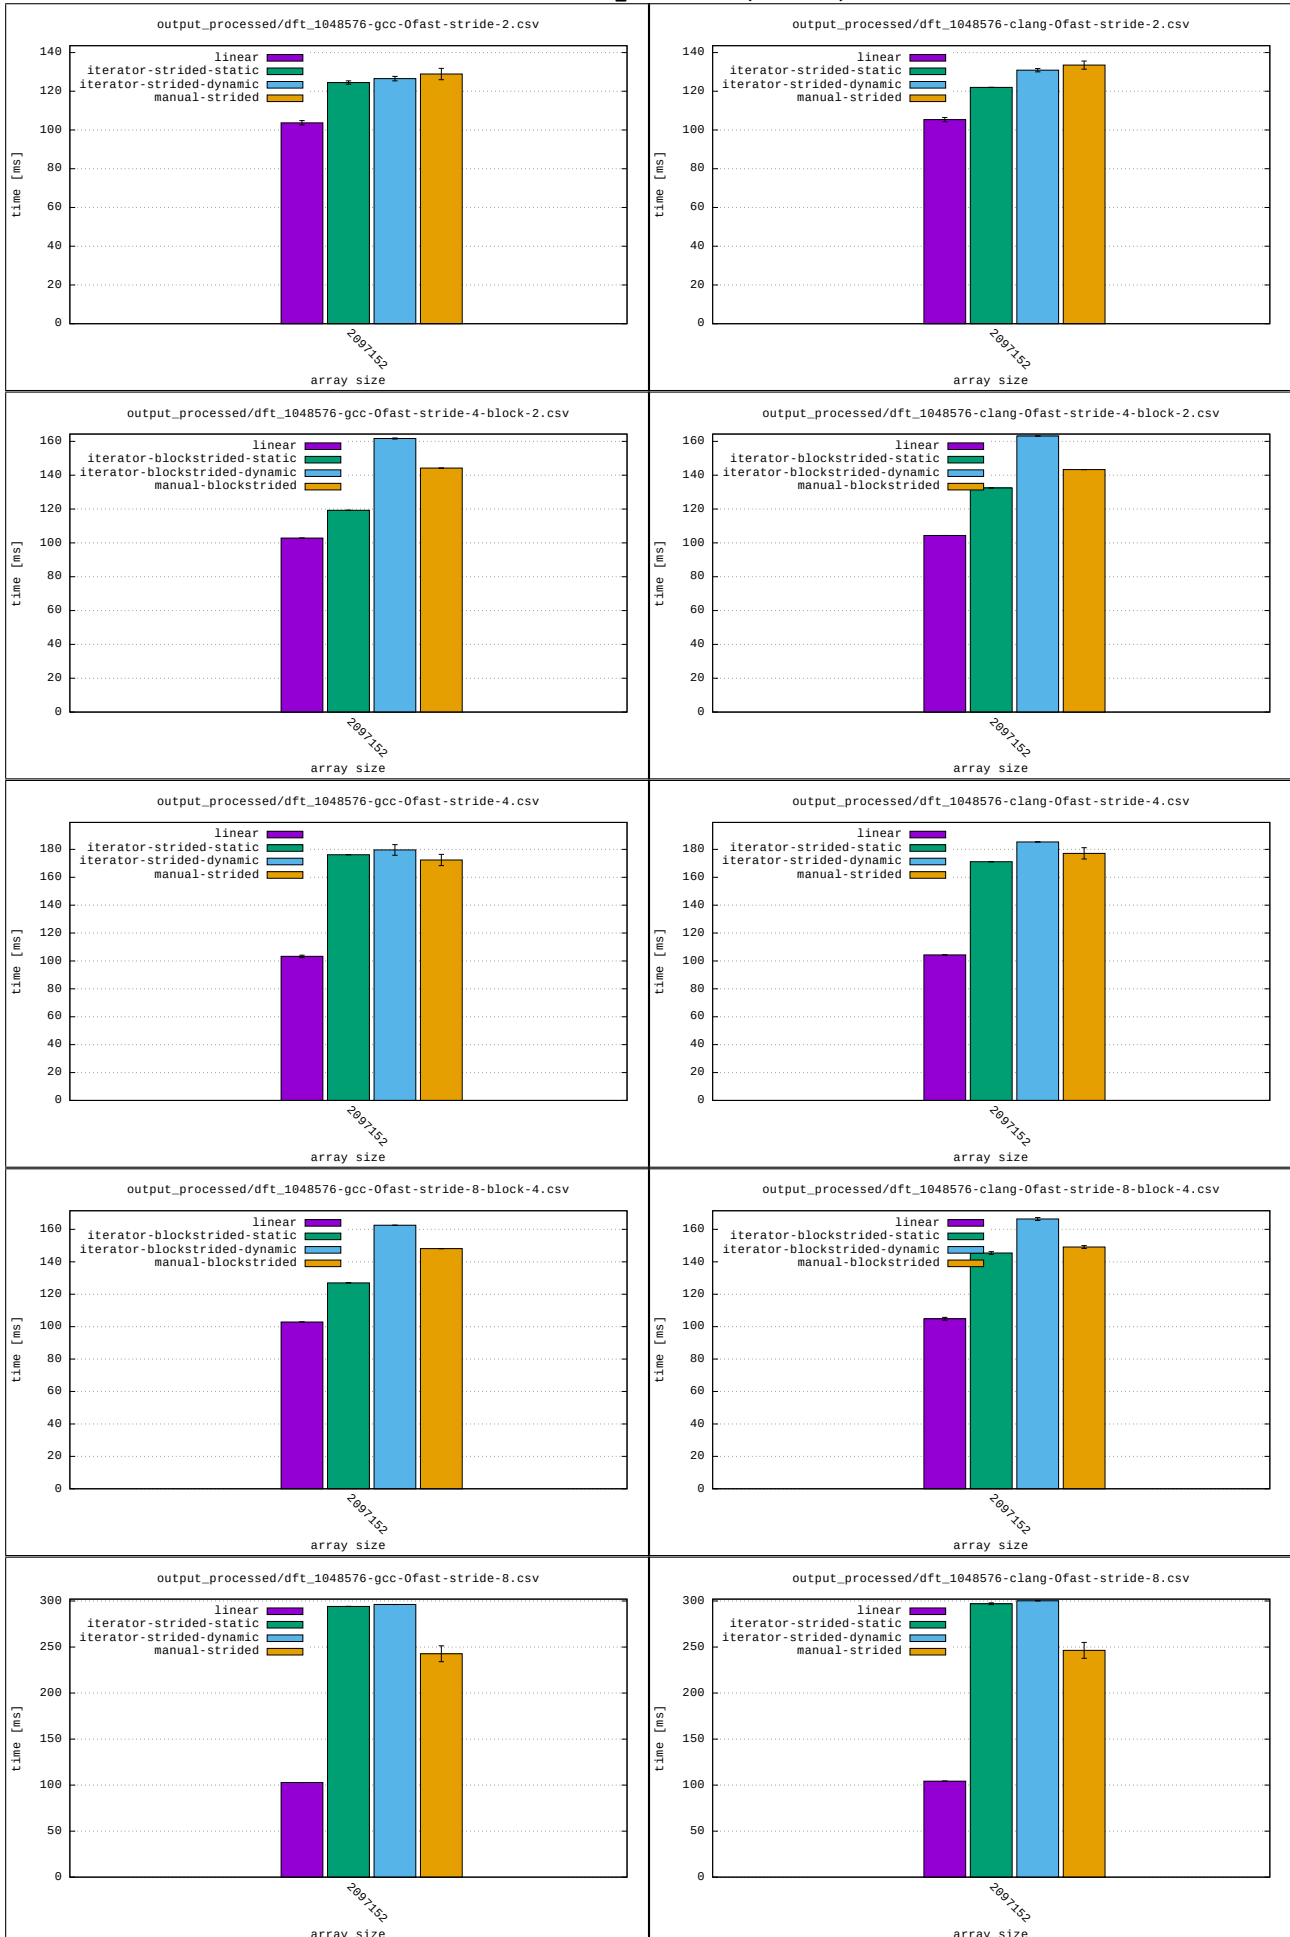 output_processed/dft_1048576-gcc-Ofast-stride-2.csv
140
120
100
80
60
40
20
0
time [ms]
linear
iterator-strided-static
iterator-strided-dynamic
manual-strided
2097152
array size
output_processed/dft_1048576-clang-Ofast-stride-2.csv
140
120
100
80
60
40
20
0
time [ms]
linear
iterator-strided-static
iterator-strided-dynamic
manual-strided
2097152
array size
output_processed/dft_1048576-gcc-Ofast-stride-4-block-2.csv
160
140
120
100
80
60
40
20
0
time [ms]
linear
iterator-blockstrided-static
iterator-blockstrided-dynamic
manual-blockstrided
2097152
array size
output_processed/dft_1048576-clang-Ofast-stride-4-block-2.csv
160
140
120
100
80
60
40
20
0
time [ms]
linear
iterator-blockstrided-static
iterator-blockstrided-dynamic
manual-blockstrided
2097152
array size
output_processed/dft_1048576-gcc-Ofast-stride-4.csv
180
160
140
120
100
80
60
40
20
0
time [ms]
linear
iterator-strided-static
iterator-strided-dynamic
manual-strided
2097152
array size
output_processed/dft_1048576-clang-Ofast-stride-4.csv
180
160
140
120
100
80
60
40
20
0
time [ms]
linear
iterator-strided-static
iterator-strided-dynamic
manual-strided
2097152
array size
output_processed/dft_1048576-gcc-Ofast-stride-8-block-4.csv
160
140
120
100
80
60
40
20
0
time [ms]
linear
iterator-blockstrided-static
iterator-blockstrided-dynamic
manual-blockstrided
2097152
array size
output_processed/dft_1048576-clang-Ofast-stride-8-block-4.csv
160
140
120
100
80
60
40
20
0
time [ms]
linear
iterator-blockstrided-static
iterator-blockstrided-dynamic
manual-blockstrided
2097152
array size
output_processed/dft_1048576-gcc-Ofast-stride-8.csv
300
250
200
150
100
50
0
time [ms]
linear
iterator-strided-static
iterator-strided-dynamic
manual-strided
2097152
array size
output_processed/dft_1048576-clang-Ofast-stride-8.csv
300
250
200
150
100
50
0
time [ms]
linear
iterator-strided-static
iterator-strided-dynamic
manual-strided
2097152
array size